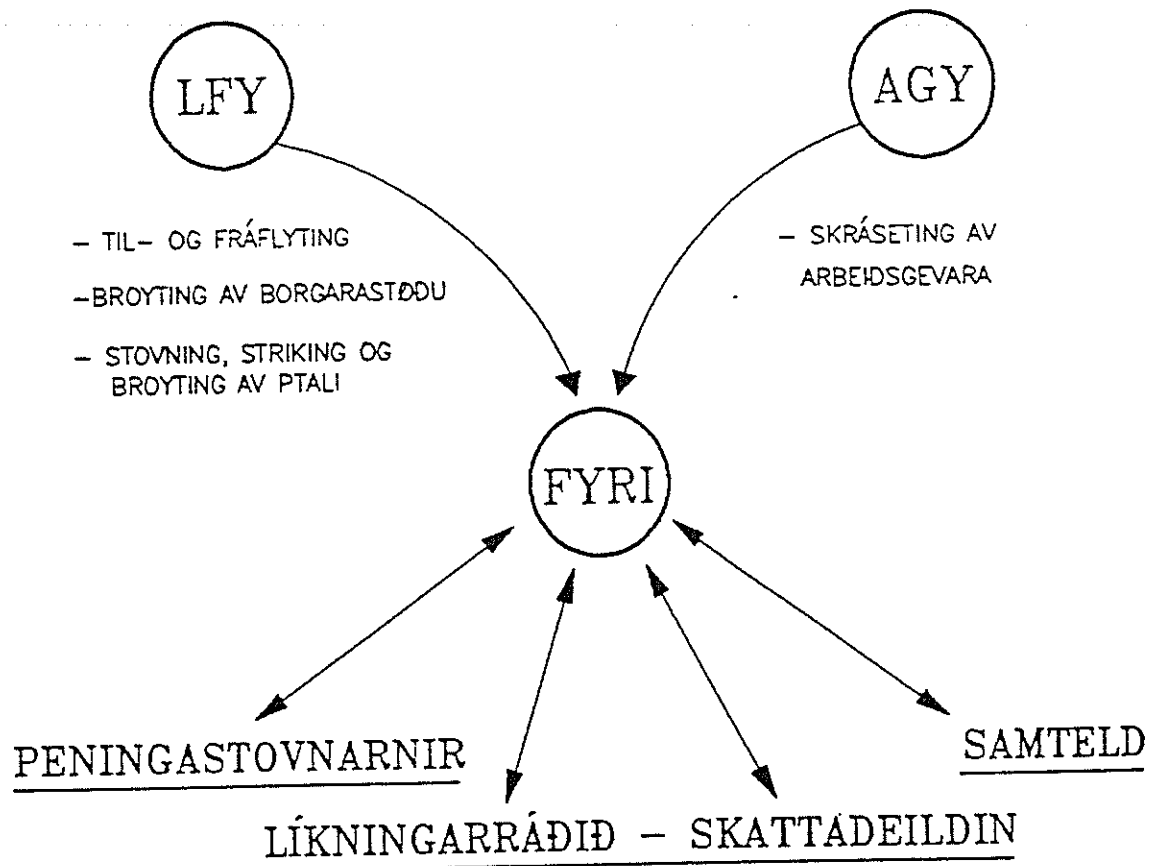 LFY
AGY
– TIL– OG FRÁFLYTING
–BROYTING AV BORGARASTØDU
– STOVNING, STRIKING OG
BROYTING AV PTALI
– SKRÁSETING AV
ARBEIDSGEVARA
FYRI
PENINGASTOVNARNIR
SAMTELD
LÍKNINGARRÁÐIÐ – SKATTADEILDIN